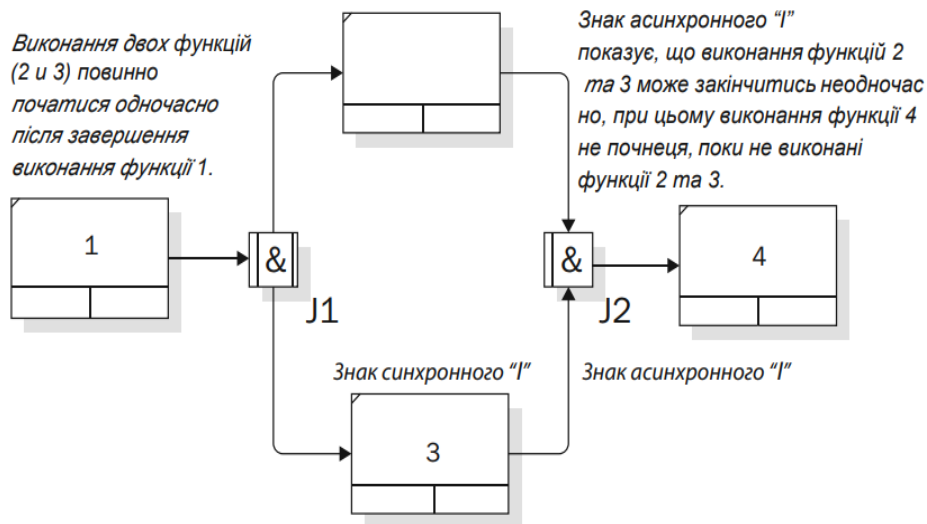 Виконання двох функцій
(2 и 3) повинно
початися одночасно
після завершення
виконання функції 1.
Знак асинхронного “І”
показує, що виконання функцій 2
та 3 може закінчитись неодночас
но, при цьому виконання функції 4
не почнеця, поки не виконані
функції 2 та 3.
1
&
J1
&
J2
4
Знак синхронного “І”
Знак асинхронного “І”
3